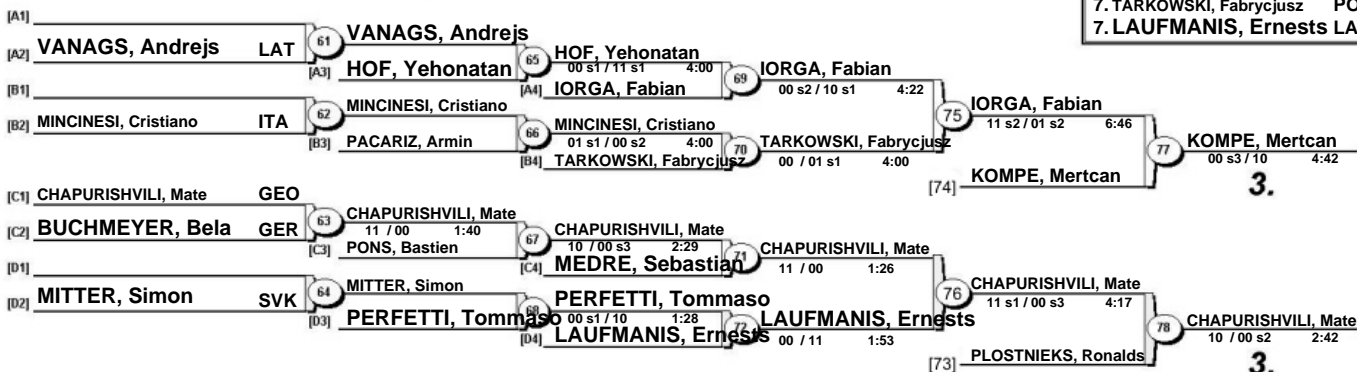 7. TARKOWSKI, Fabrycjusz PO
7. LAUFMANIS, Ernests LA
[A1]
[A2] VANAGS, Andrejs LAT
61
VANAGS, Andrejs
[A3] HOF, Yehonatan
65
HOF, Yehonatan
00 s1 / 11 s1 4:00
[A4] IORGA, Fabian
69
IORGA, Fabian
00 s2 / 10 s1 4:22
[B1]
[B2] MINCINESI, Cristiano ITA
62
MINCINESI, Cristiano
[B3] PACARIZ, Armin
66
MINCINESI, Cristiano
01 s1 / 00 s2 4:00
[B4] TARKOWSKI, Fabrycjusz
70
TARKOWSKI, Fabrycjusz
00 / 01 s1 4:00
75
IORGA, Fabian
11 s2 / 01 s2 6:46
[74] KOMPE, Mertcan
77
KOMPE, Mertcan
00 s3 / 10 4:42
3.
[C1] CHAPURISHVILI, Mate GEO
[C2] BUCHMEYER, Bela GER
63
CHAPURISHVILI, Mate
11 / 00 1:40
[C3] PONS, Bastien
67
CHAPURISHVILI, Mate
10 / 00 s3 2:29
[C4] MEDRE, Sebastian
71
CHAPURISHVILI, Mate
11 / 00 1:26
[D1]
[D2] MITTER, Simon SVK
64
MITTER, Simon
[D3] PERFETTI, Tommaso
68
PERFETTI, Tommaso
00 s1 / 10 1:28
[D4] LAUFMANIS, Ernests
72
LAUFMANIS, Ernests
00 / 11 1:53
76
CHAPURISHVILI, Mate
11 s1 / 00 s3 4:17
[73] PLOSTNIEKS, Ronalds
78
CHAPURISHVILI, Mate
10 / 00 s2 2:42
3.